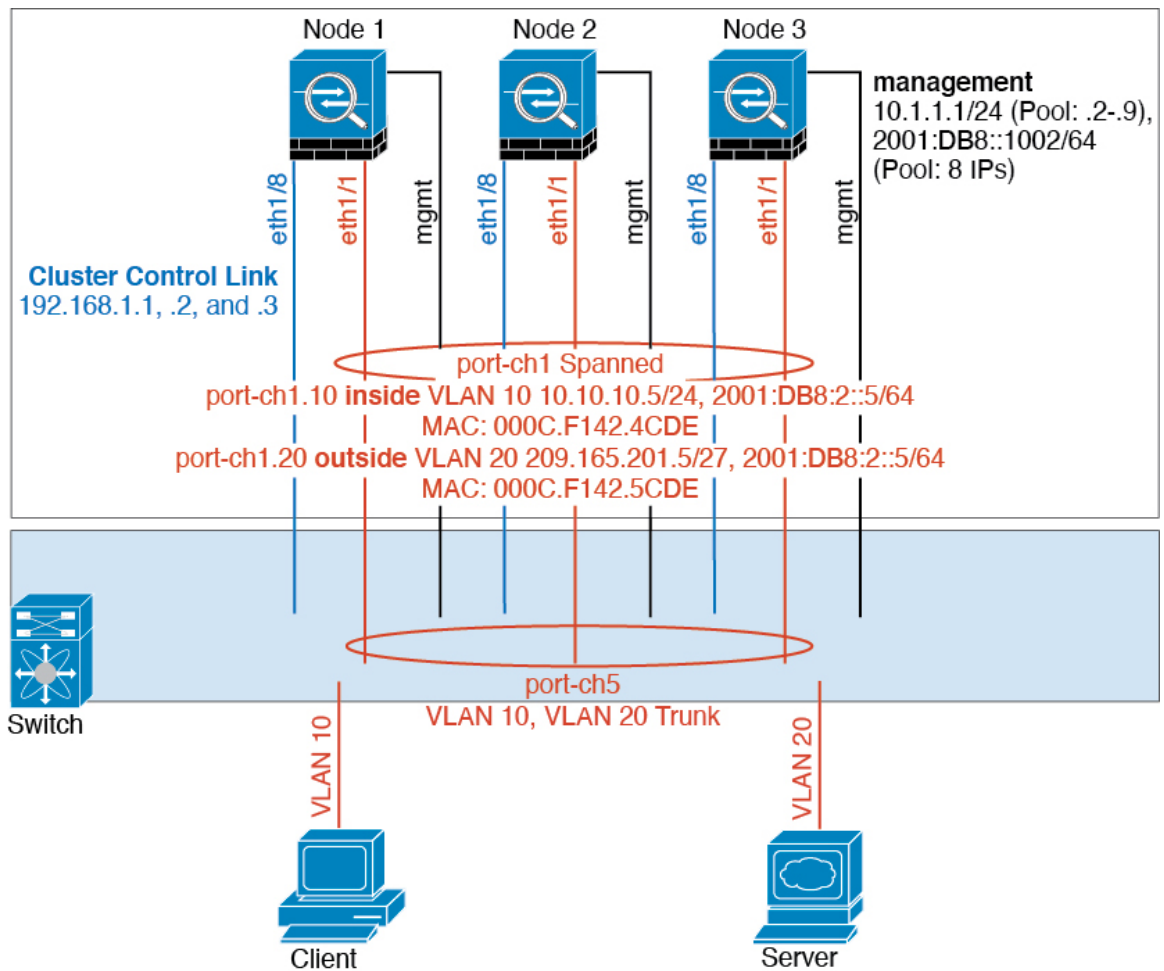 Node 1
Node 2
Node 3
management
10.1.1.1/24 (Pool: .2-.9),
2001:DB8::1002/64
(Pool: 8 IPs)
eth1/8
eth1/1
mgmt
eth1/8
eth1/1
mgmt
eth1/8
eth1/1
mgmt
Cluster Control Link
192.168.1.1, .2, and .3
port-ch1 Spanned
port-ch1.10 inside VLAN 10 10.10.10.5/24, 2001:DB8:2::5/64
MAC: 000C.F142.4CDE
port-ch1.20 outside VLAN 20 209.165.201.5/27, 2001:DB8:2::5/64
MAC: 000C.F142.5CDE
Switch
port-ch5
VLAN 10, VLAN 20 Trunk
VLAN 10
VLAN 20
Client
Server